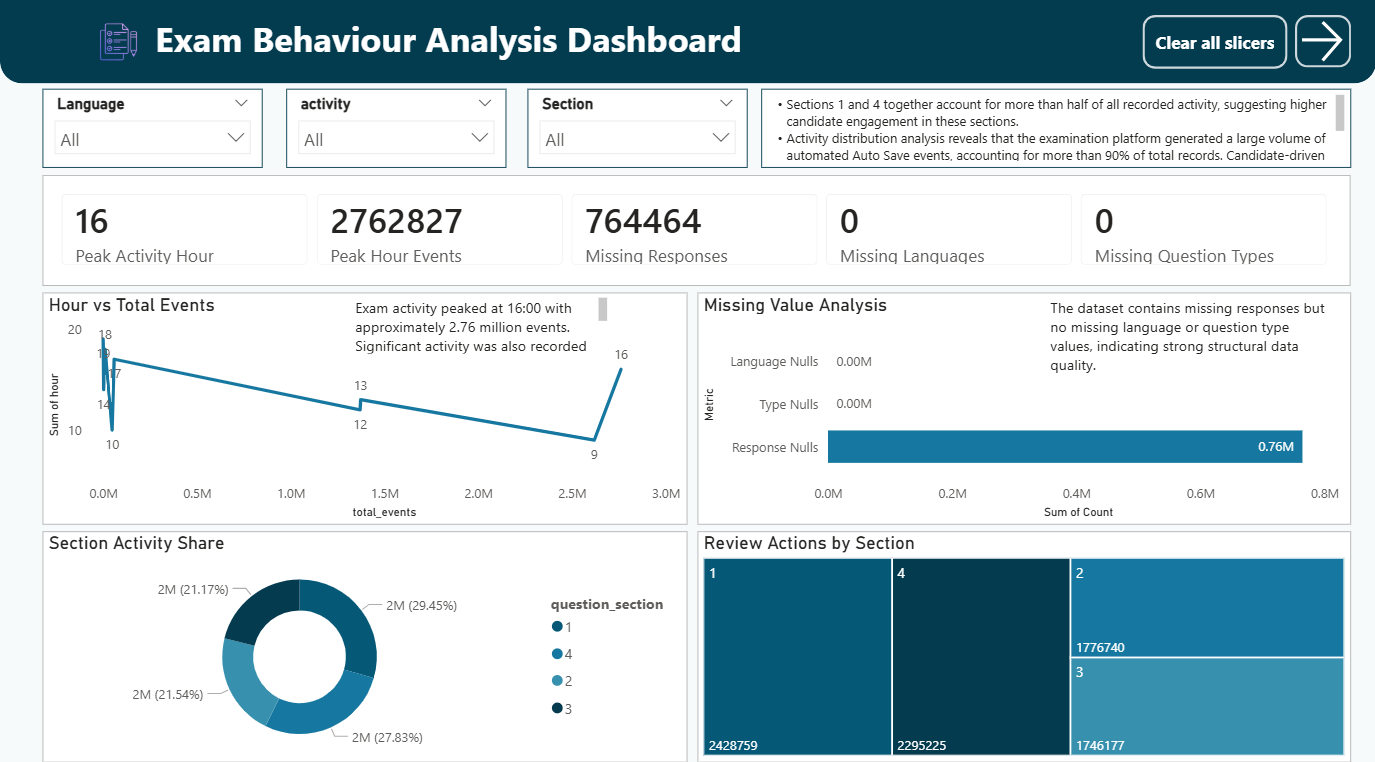 Exam Behaviour Analysis Dashboard
Clear all slicers
Language
All
activity
All
Section
All
• Sections 1 and 4 together account for more than half of all recorded activity, suggesting higher
candidate engagement in these sections.
• Activity distribution analysis reveals that the examination platform generated a large volume of
automated Auto Save events, accounting for more than 90% of total records. Candidate-driven
16
Peak Activity Hour
2762827
Peak Hour Events
764464
Missing Responses
0
Missing Languages
0
Missing Question Types
Hour vs Total Events
Exam activity peaked at 16:00 with
approximately 2.76 million events.
Significant activity was also recorded
Sum of hour
20
10
18
19
17
14
10
13
12
9
16
0.0M
0.5M
1.0M
1.5M
2.0M
2.5M
3.0M
total_events
Missing Value Analysis
The dataset contains missing responses but
no missing language or question type
values, indicating strong structural data
quality.
Metric
Language Nulls
0.00M
Type Nulls
0.00M
Response Nulls
0.76M
0.0M
0.2M
0.4M
0.6M
0.8M
Sum of Count
Section Activity Share
2M (21.17%)
2M (29.45%)
2M (21.54%)
2M (27.83%)
question_section
1
4
2
3
Review Actions by Section
1
2428759
4
2295225
2
1776740
3
1746177